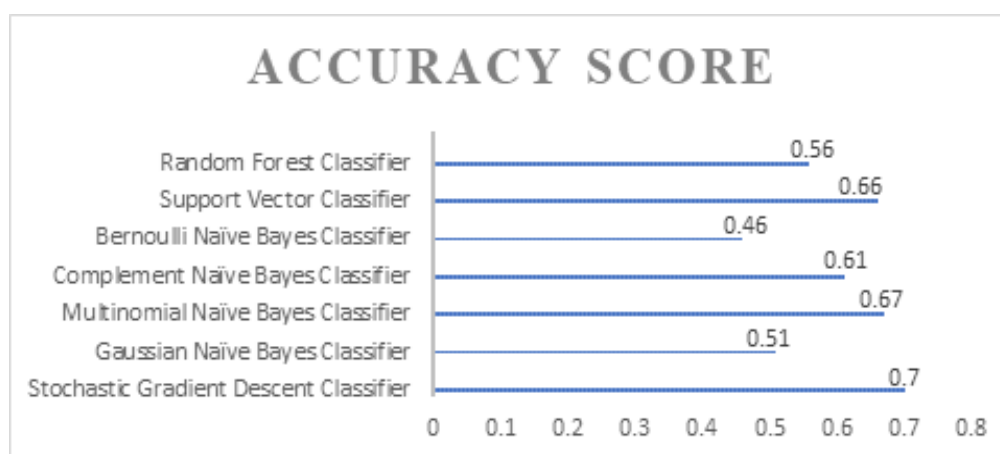 ACCURACY SCORE
Random Forest Classifier
0.56
Support Vector Classifier
0.66
Bernoulli Naïve Bayes Classifier
0.46
Complement Naïve Bayes Classifier
0.61
Multinomial Naïve Bayes Classifier
0.67
Gaussian Naïve Bayes Classifier
0.51
Stochastic Gradient Descent Classifier
0.7
0 0.1 0.2 0.3 0.4 0.5 0.6 0.7 0.8